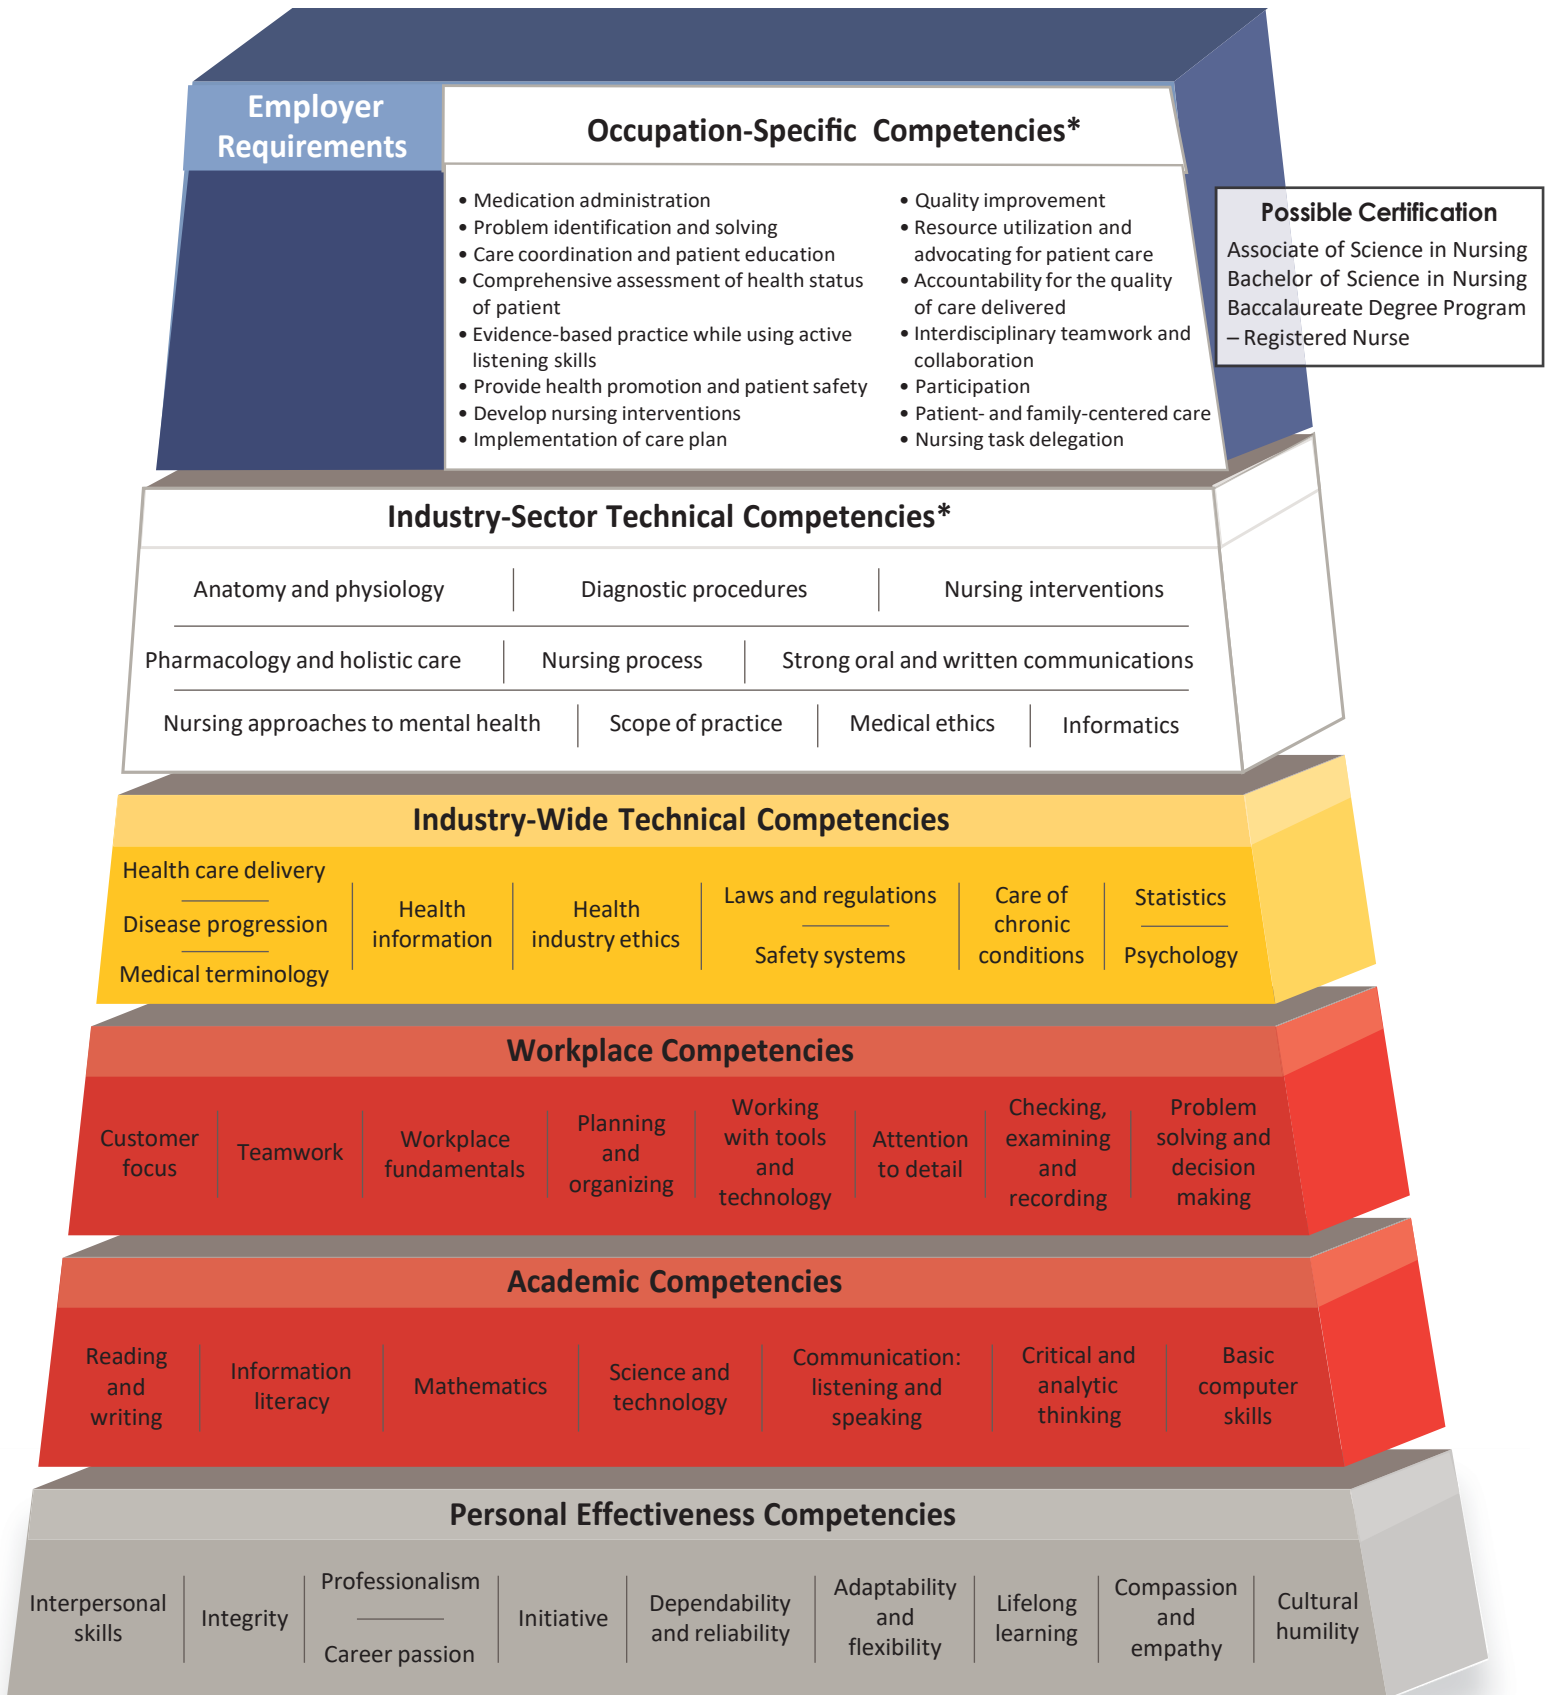 Employer
Requirements
Occupation-Specific Competencies*
• Medication administration
• Problem identification and solving
• Care coordination and patient education
• Comprehensive assessment of health status
of patient
• Evidence-based practice while using active
listening skills
• Provide health promotion and patient safety
• Develop nursing interventions
• Implementation of care plan
• Quality improvement
• Resource utilization and
advocating for patient care
• Accountability for the quality
of care delivered
• Interdisciplinary teamwork and
collaboration
• Participation
• Patient- and family-centered care
• Nursing task delegation
Possible Certification
Associate of Science in Nursing
Bachelor of Science in Nursing
Baccalaureate Degree Program
– Registered Nurse
Industry-Sector Technical Competencies*
Anatomy and physiology
Diagnostic procedures
Nursing interventions
Pharmacology and holistic care
Nursing process
Strong oral and written communications
Nursing approaches to mental health
Scope of practice
Medical ethics
Informatics
Industry-Wide Technical Competencies
Health care delivery
Disease progression
Medical terminology
Health
information
Health
industry ethics
Laws and regulations
Safety systems
Care of
chronic
conditions
Statistics
Psychology
Workplace Competencies
Customer
focus
Teamwork
Workplace
fundamentals
Planning
and
organizing
Working
with tools
and
technology
Attention
to detail
Checking,
examining
and
recording
Problem
solving and
decision
making
Academic Competencies
Reading
and
writing
Information
literacy
Mathematics
Science and
technology
Communication:
listening and
speaking
Critical and
analytic
thinking
Basic
computer
skills
Personal Effectiveness Competencies
Interpersonal
skills
Integrity
Professionalism
Career passion
Initiative
Dependability
and reliability
Adaptability
and
flexibility
Lifelong
learning
Compassion
and
empathy
Cultural
humility